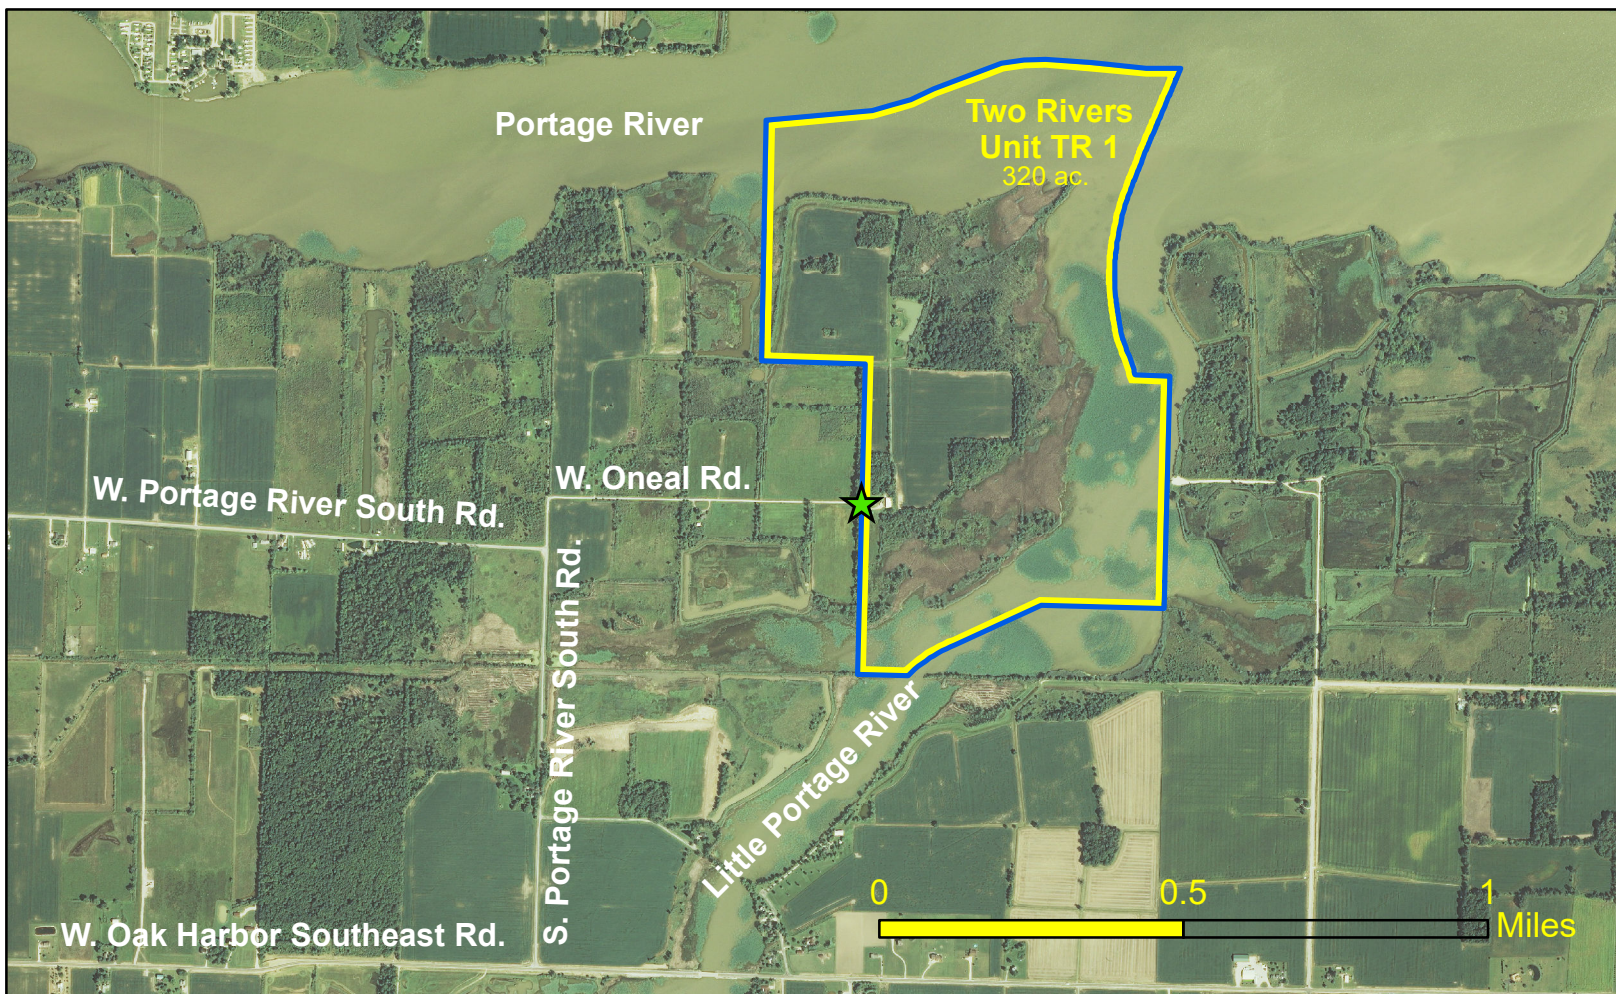 Portage River
Two Rivers
Unit TR 1
320 ac.
W. Oneal Rd.
W. Portage River South Rd.
S. Portage River South Rd.
Little Portage River
W. Oak Harbor Southeast Rd.
0 0.5 1
Miles